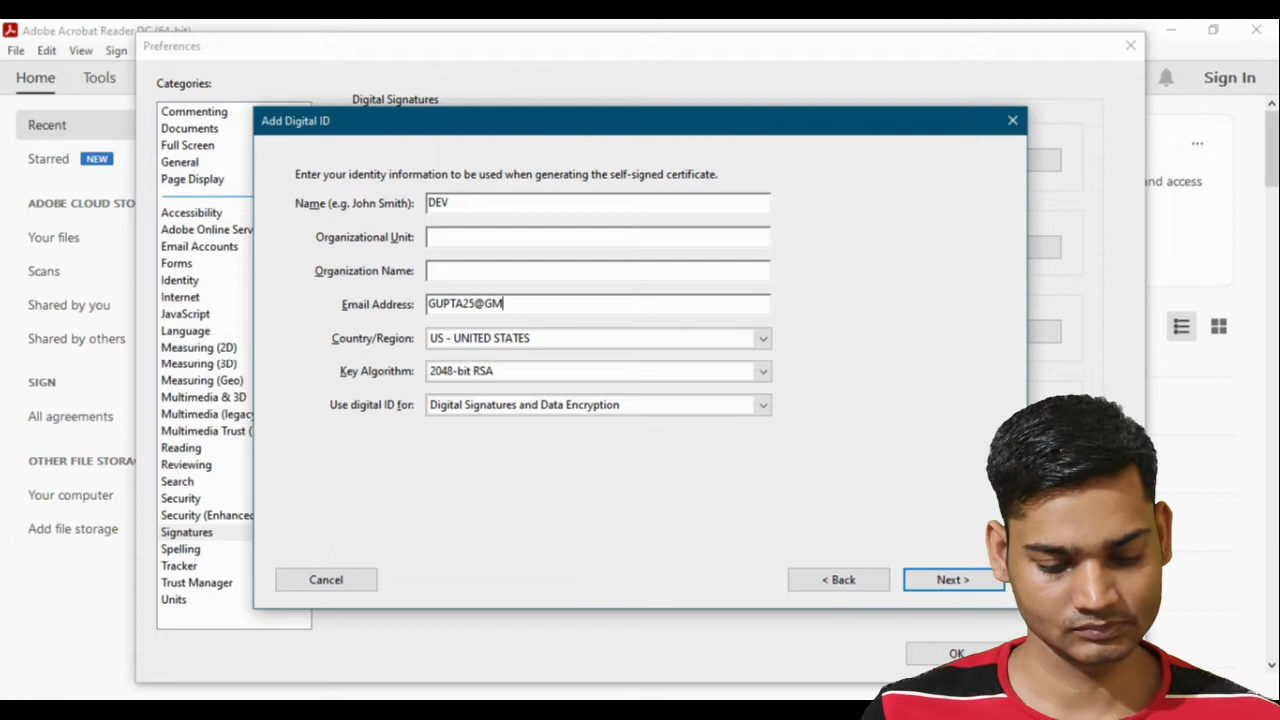 Adobe Acrobat Reader DC (64-bit)
File Edit View Sign
Home Tools
Sign In
Recent
Starred NEW
ADOBE CLOUD STO
Your files
Scans
Shared by you
Shared by others
SIGN
All agreements
OTHER FILE STORA
Your computer
Add file storage
and access
Preferences
Categories:
Commenting
Documents
Full Screen
General
Page Display
Accessibility
Adobe Online Serv
Email Accounts
Forms
Identity
Internet
JavaScript
Language
Measuring (2D)
Measuring (3D)
Measuring (Geo)
Multimedia & 3D
Multimedia (legacy
Multimedia Trust (
Reading
Reviewing
Search
Security
Security (Enhanced
Signatures
Spelling
Tracker
Trust Manager
Units
Digital Signatures
OK
Add Digital ID
Enter your identity information to be used when generating the self-signed certificate.
Name (e.g. John Smith): DEV
Organizational Unit:
Organization Name:
Email Address: GUPTA25@GM
Country/Region: US - UNITED STATES
Key Algorithm: 2048-bit RSA
Use digital ID for: Digital Signatures and Data Encryption
Cancel < Back Next >